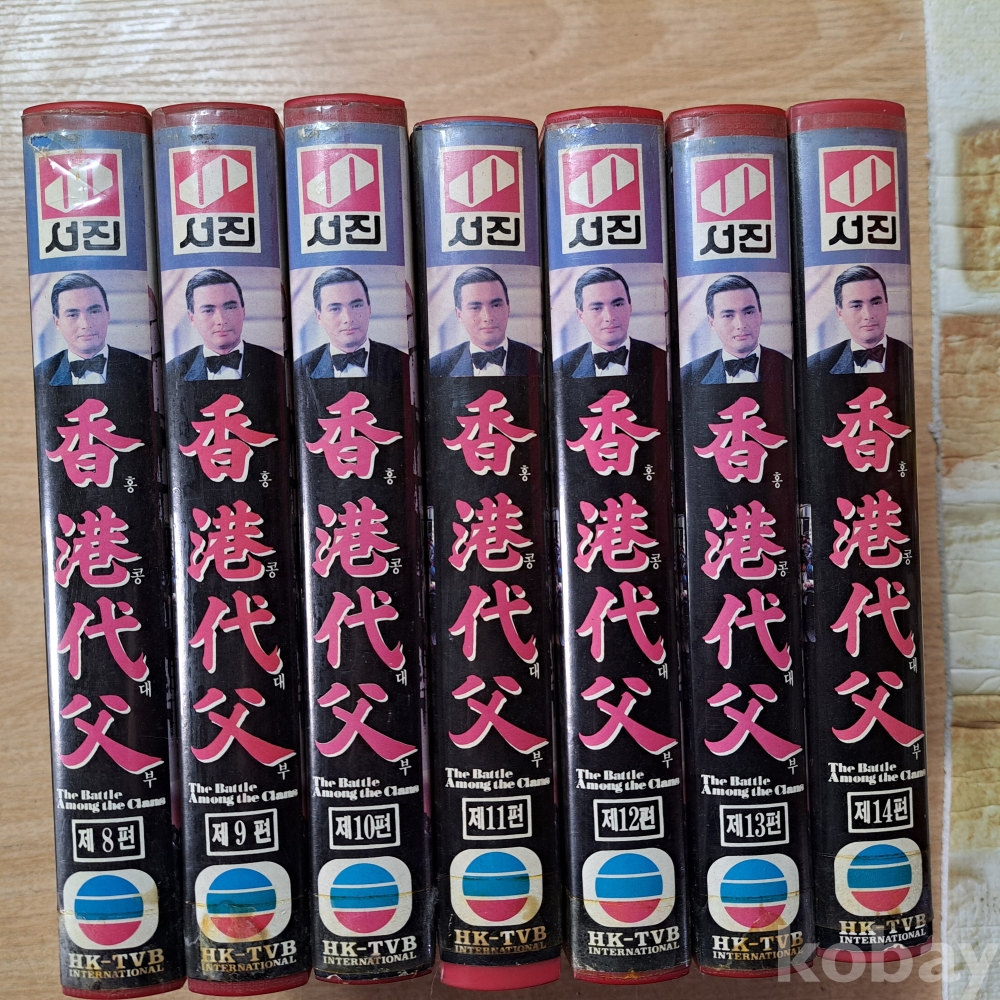 서진
香港代父
홍콩대부
The Battle
Among the Clans
제8편
HK-TVB
INTERNATIONAL
서진
香港代父
홍콩대부
The Battle
Among the Clans
제9편
HK-TVB
INTERNATIONAL
서진
香港代父
홍콩대부
The Battle
Among the Clans
제10편
HK-TVB
INTERNATIONAL
서진
香港代父
홍콩대부
The Battle
Among the Clans
제11편
HK-TVB
INTERNATIONAL
서진
香港代父
홍콩대부
The Battle
Among the Clans
제12편
HK-TVB
INTERNATIONAL
서진
香港代父
홍콩대부
The Battle
Among the Clans
제13편
HK-TVB
INTERNATIONAL
서진
香港代父
홍콩대부
The Battle
Among the Clans
제14편
HK-TVB
INTERNATIONAL
kobay